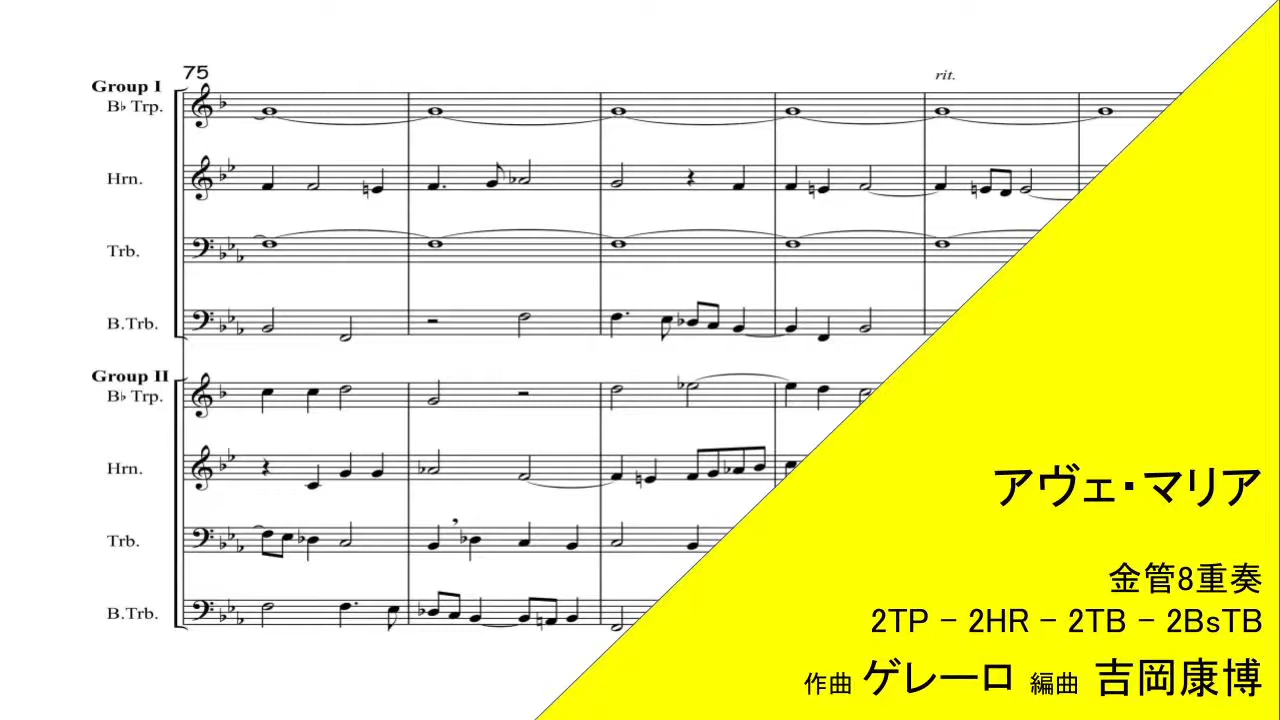 75
rit.
Group I
B♭ Trp.
Hrn.
Trb.
B.Trb.
Group II
B♭ Trp.
Hrn.
Trb.
B.Trb.
アヴェ・マリア
金管8重奏
2TP - 2HR - 2TB - 2BsTB
作曲 ゲレーロ 編曲 吉岡康博